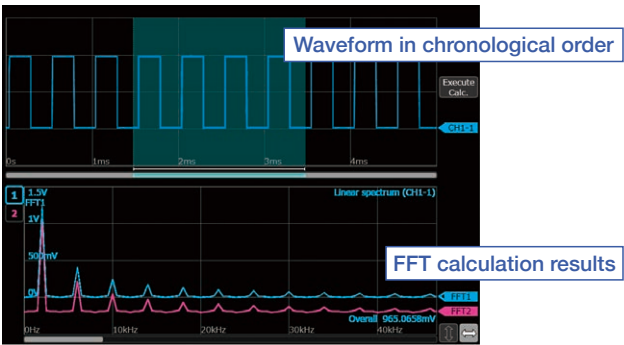 Waveform in chronological order
Execute
Calc.
CH1-1
0s 1ms 2ms 3ms 4ms
1 1.5V Linear spectrum (CH1-1)
FFT1
2 1V
500mV
FFT calculation results
0V
FFT1
FFT2
Overall 965.0658mV
0Hz 10kHz 20kHz 30kHz 40kHz